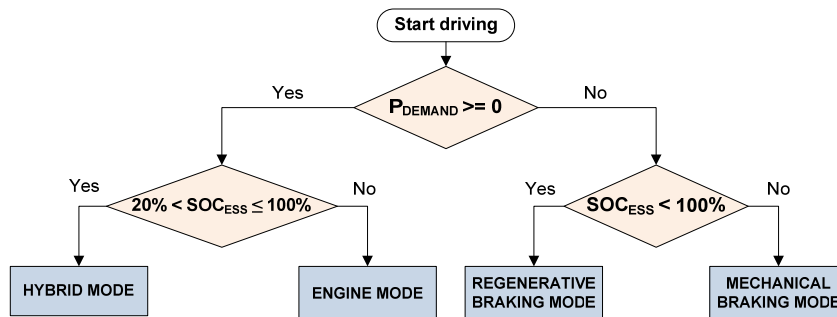 Start driving
Yes
P_DEMAND >= 0
No
Yes
20% < SOC_ESS ≤ 100%
No
Yes
SOC_ESS < 100%
No
HYBRID MODE
ENGINE MODE
REGENERATIVE
BRAKING MODE
MECHANICAL
BRAKING MODE